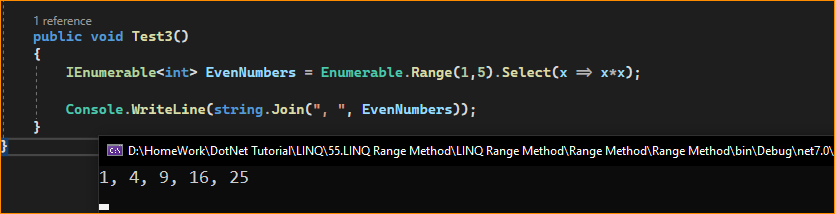 1 reference
public void Test3()
{
IEnumerable<int> EvenNumbers = Enumerable.Range(1,5).Select(x => x*x);
Console.WriteLine(string.Join(", ", EvenNumbers));
}
}
D:\HomeWork\DotNet Tutorial\LINQ\55.LINQ Range Method\LINQ Range Method\Range Method\Range Method\bin\Debug\net7.0\
1, 4, 9, 16, 25